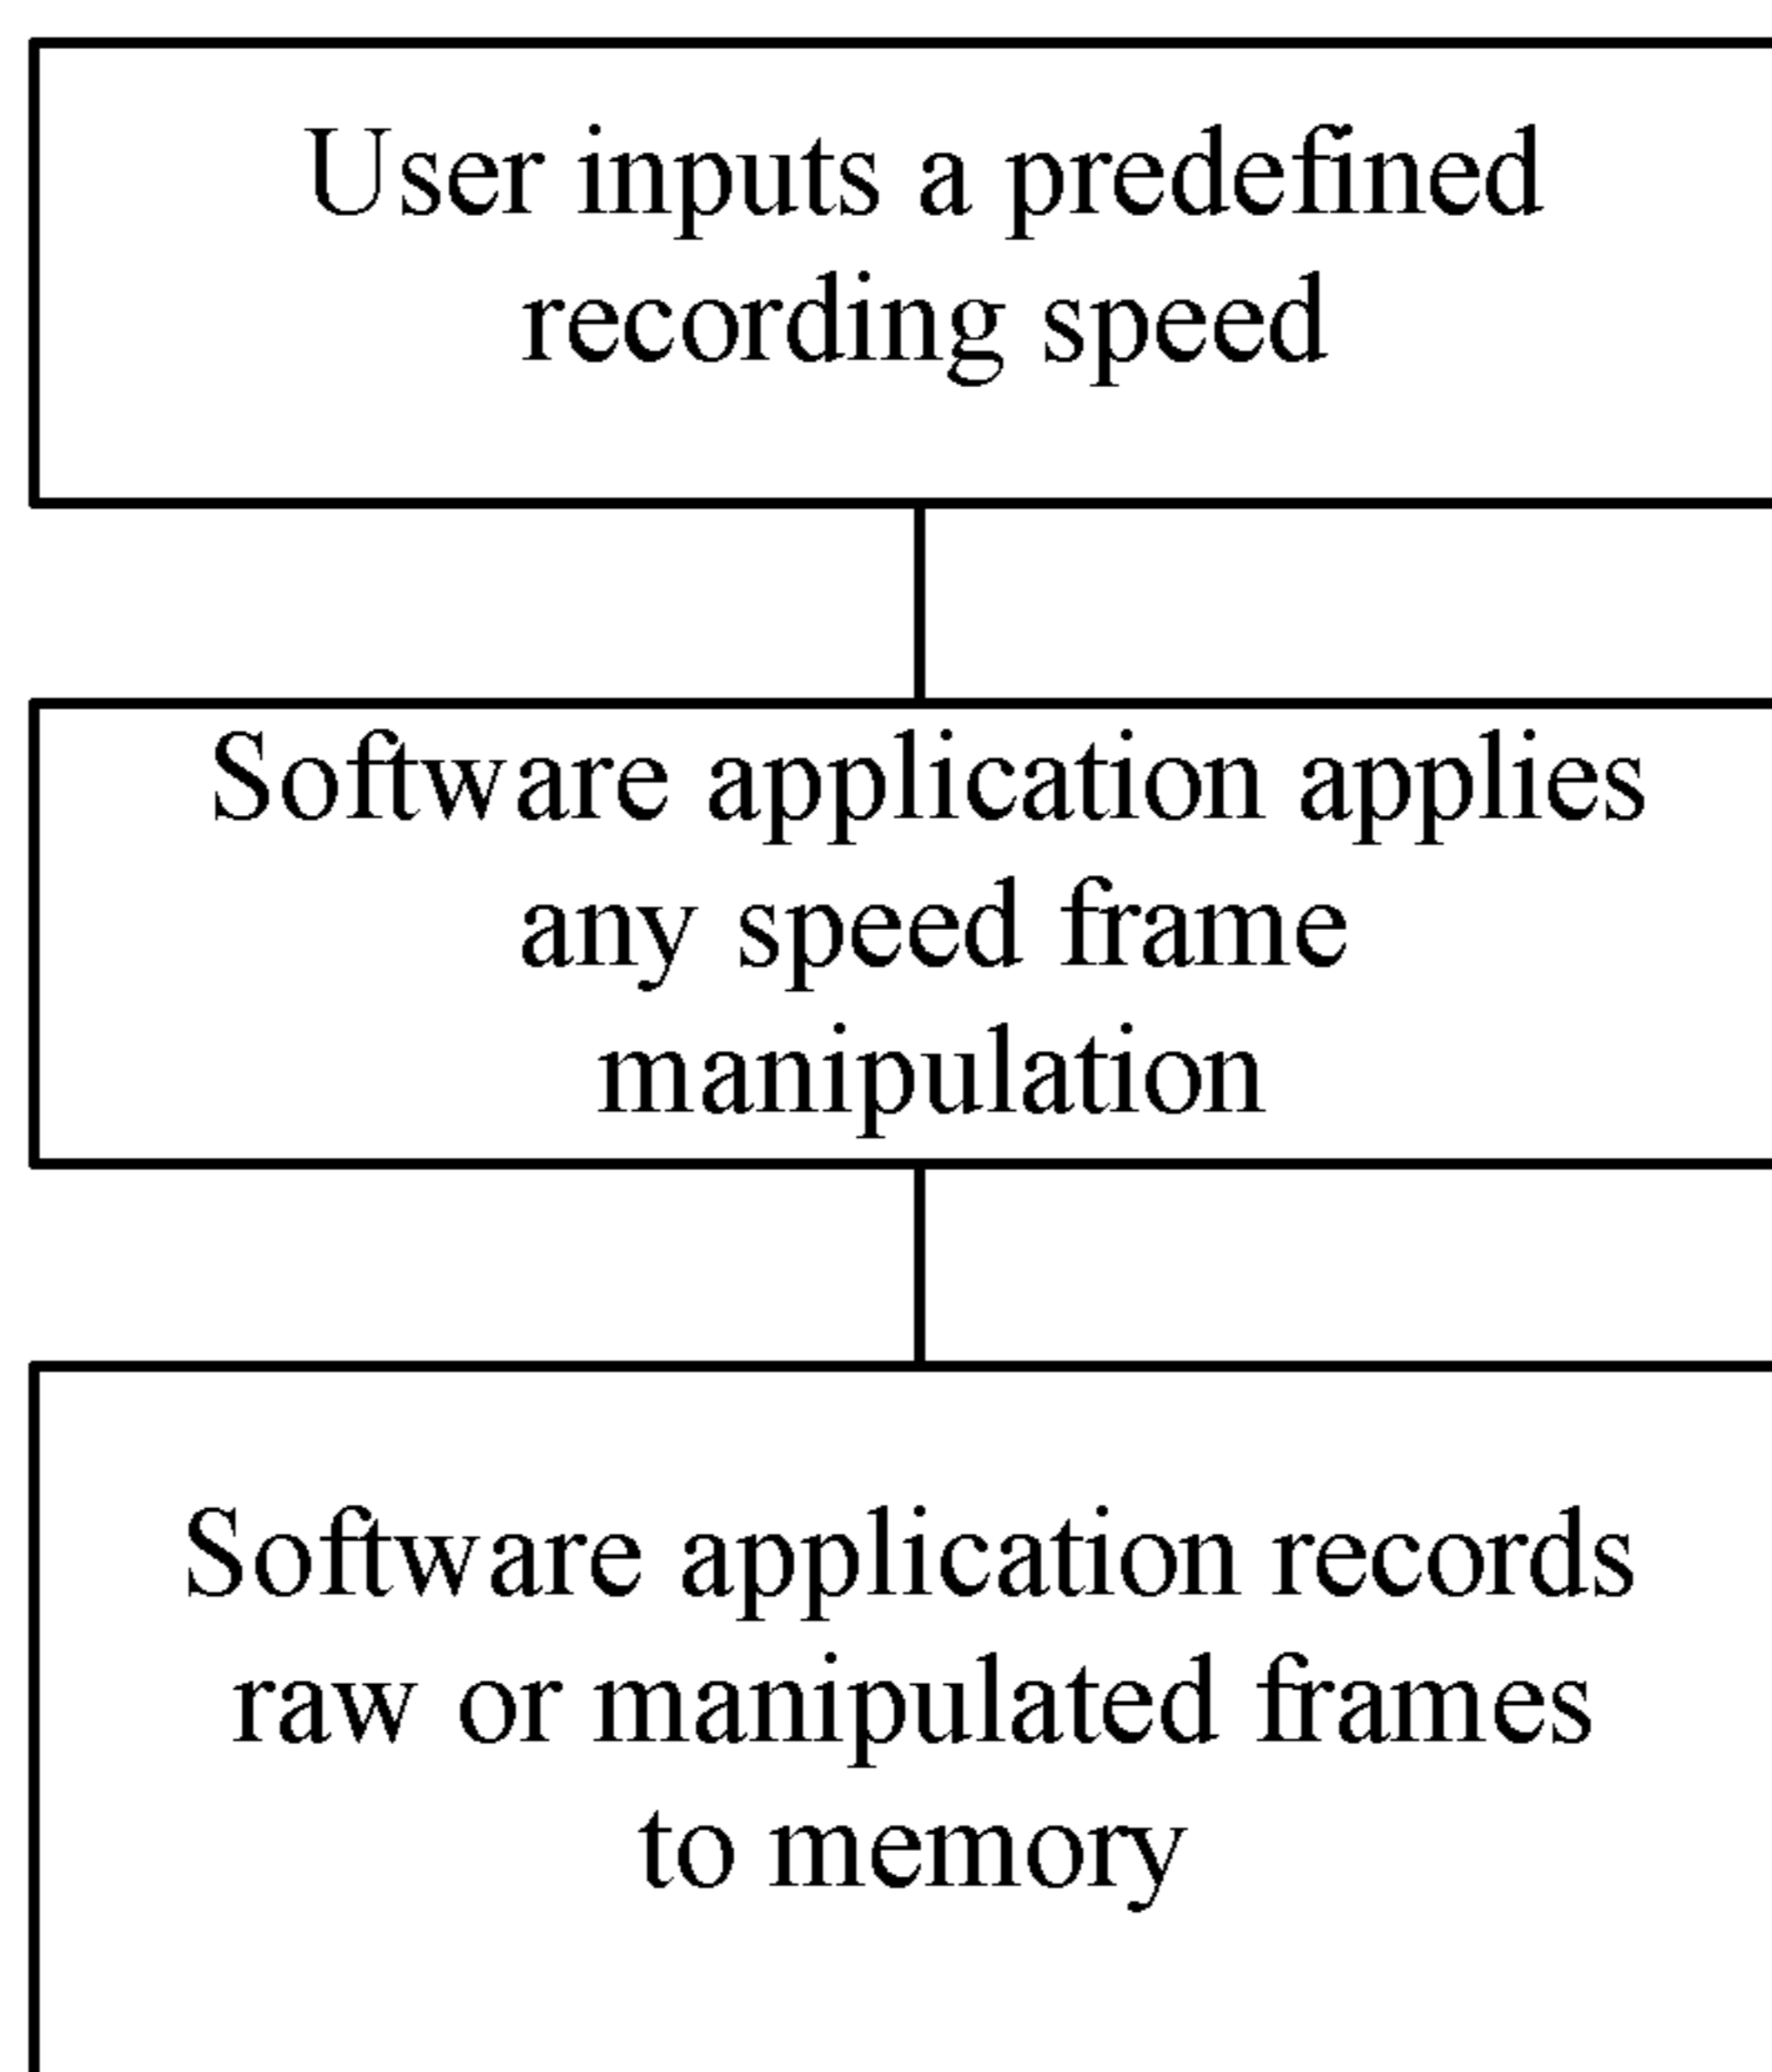 User inputs a predefined
recording speed
Software application applies
any speed frame
manipulation
Software application records
raw or manipulated frames
to memory